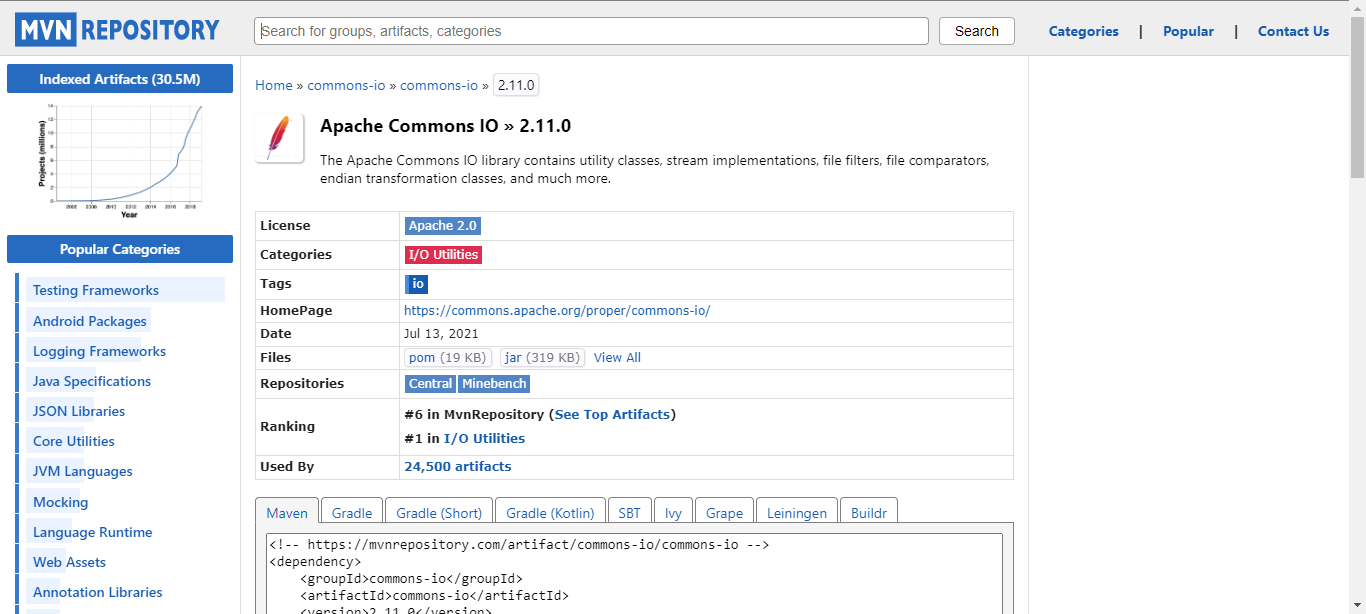 MVN REPOSITORY
Search for groups, artifacts, categories
Search
Categories | Popular | Contact Us
Indexed Artifacts (30.5M)
Projects (millions)
14
12
10
8
6
4
2
0
2006 2008 2010 2012 2014 2016 2018
Year
Popular Categories
Testing Frameworks
Android Packages
Logging Frameworks
Java Specifications
JSON Libraries
Core Utilities
JVM Languages
Mocking
Language Runtime
Web Assets
Annotation Libraries
Home » commons-io » commons-io » 2.11.0
Apache Commons IO » 2.11.0
The Apache Commons IO library contains utility classes, stream implementations, file filters, file comparators,
endian transformation classes, and much more.
License Apache 2.0
Categories I/O Utilities
Tags io
HomePage https://commons.apache.org/proper/commons-io/
Date Jul 13, 2021
Files pom (19 KB) jar (319 KB) View All
Repositories Central Minebench
Ranking #6 in MvnRepository (See Top Artifacts)
#1 in I/O Utilities
Used By 24,500 artifacts
Maven Gradle Gradle (Short) Gradle (Kotlin) SBT Ivy Grape Leiningen Buildr
<!-- https://mvnrepository.com/artifact/commons-io/commons-io -->
<dependency>
<groupId>commons-io</groupId>
<artifactId>commons-io</artifactId>
<version>2.11.0</version>